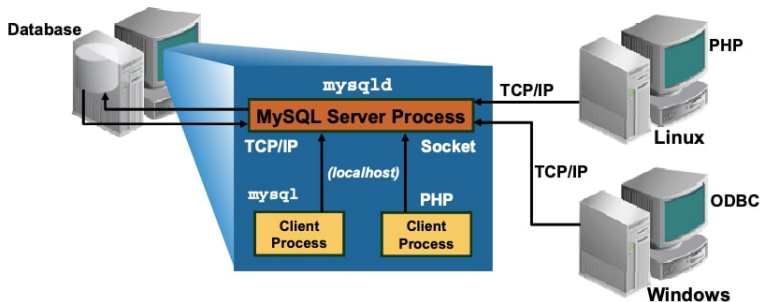 Database
mysqld
MySQL Server Process
TCP/IP
Socket
(localhost)
mysql
PHP
Client
Process
Client
Process
TCP/IP
PHP
Linux
TCP/IP
ODBC
Windows